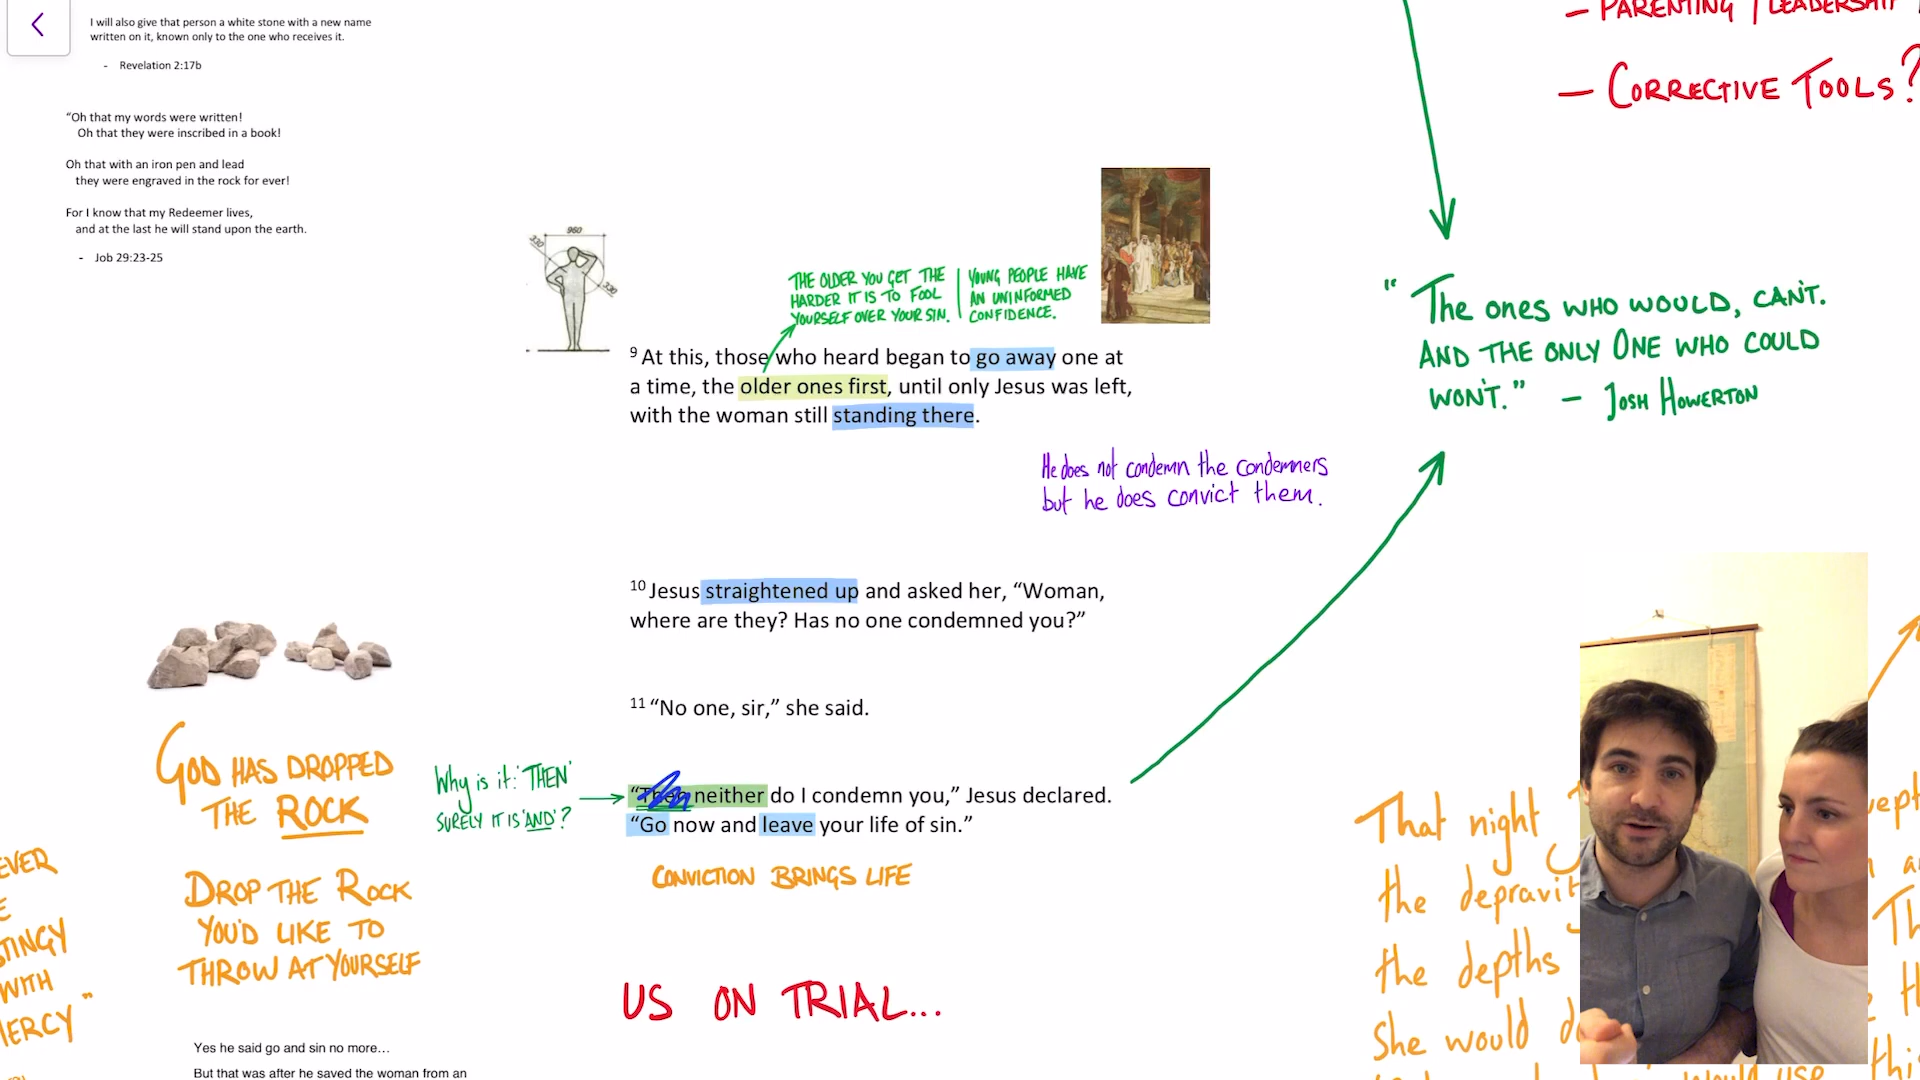 I will also give that person a white stone with a new name
written on it, known only to the one who receives it.
- Revelation 2:17b
“Oh that my words were written!
Oh that they were inscribed in a book!
Oh that with an iron pen and lead
they were engraved in the rock for ever!
For I know that my Redeemer lives,
and at the last he will stand upon the earth.
- Job 29:23-25
- PARENTING / LEADERSHIP
- CORRECTIVE TOOLS?
960
330
330
THE OLDER YOU GET THE
HARDER IT IS TO FOOL
YOURSELF OVER YOUR SIN.
YOUNG PEOPLE HAVE
AN UNINFORMED
CONFIDENCE.
9 At this, those who heard began to go away one at
a time, the older ones first, until only Jesus was left,
with the woman still standing there.
"The ones who would, can't.
And the only One who could
won't." - Josh Howerton
He does not condemn the condemners
but he does convict them.
10 Jesus straightened up and asked her, “Woman,
where are they? Has no one condemned you?”
11 “No one, sir,” she said.
Why is it: 'THEN'
SURELY IT IS 'AND'?
“Then neither do I condemn you,” Jesus declared.
“Go now and leave your life of sin.”
CONVICTION BRINGS LIFE
GOD HAS DROPPED
THE ROCK
DROP THE ROCK
YOU'D LIKE TO
THROW AT YOURSELF
EVER
TINGY
WITH
MERCY"
US ON TRIAL...
Yes he said go and sin no more…
But that was after he saved the woman from an
That night
the depravit
the depths
She would do
would use